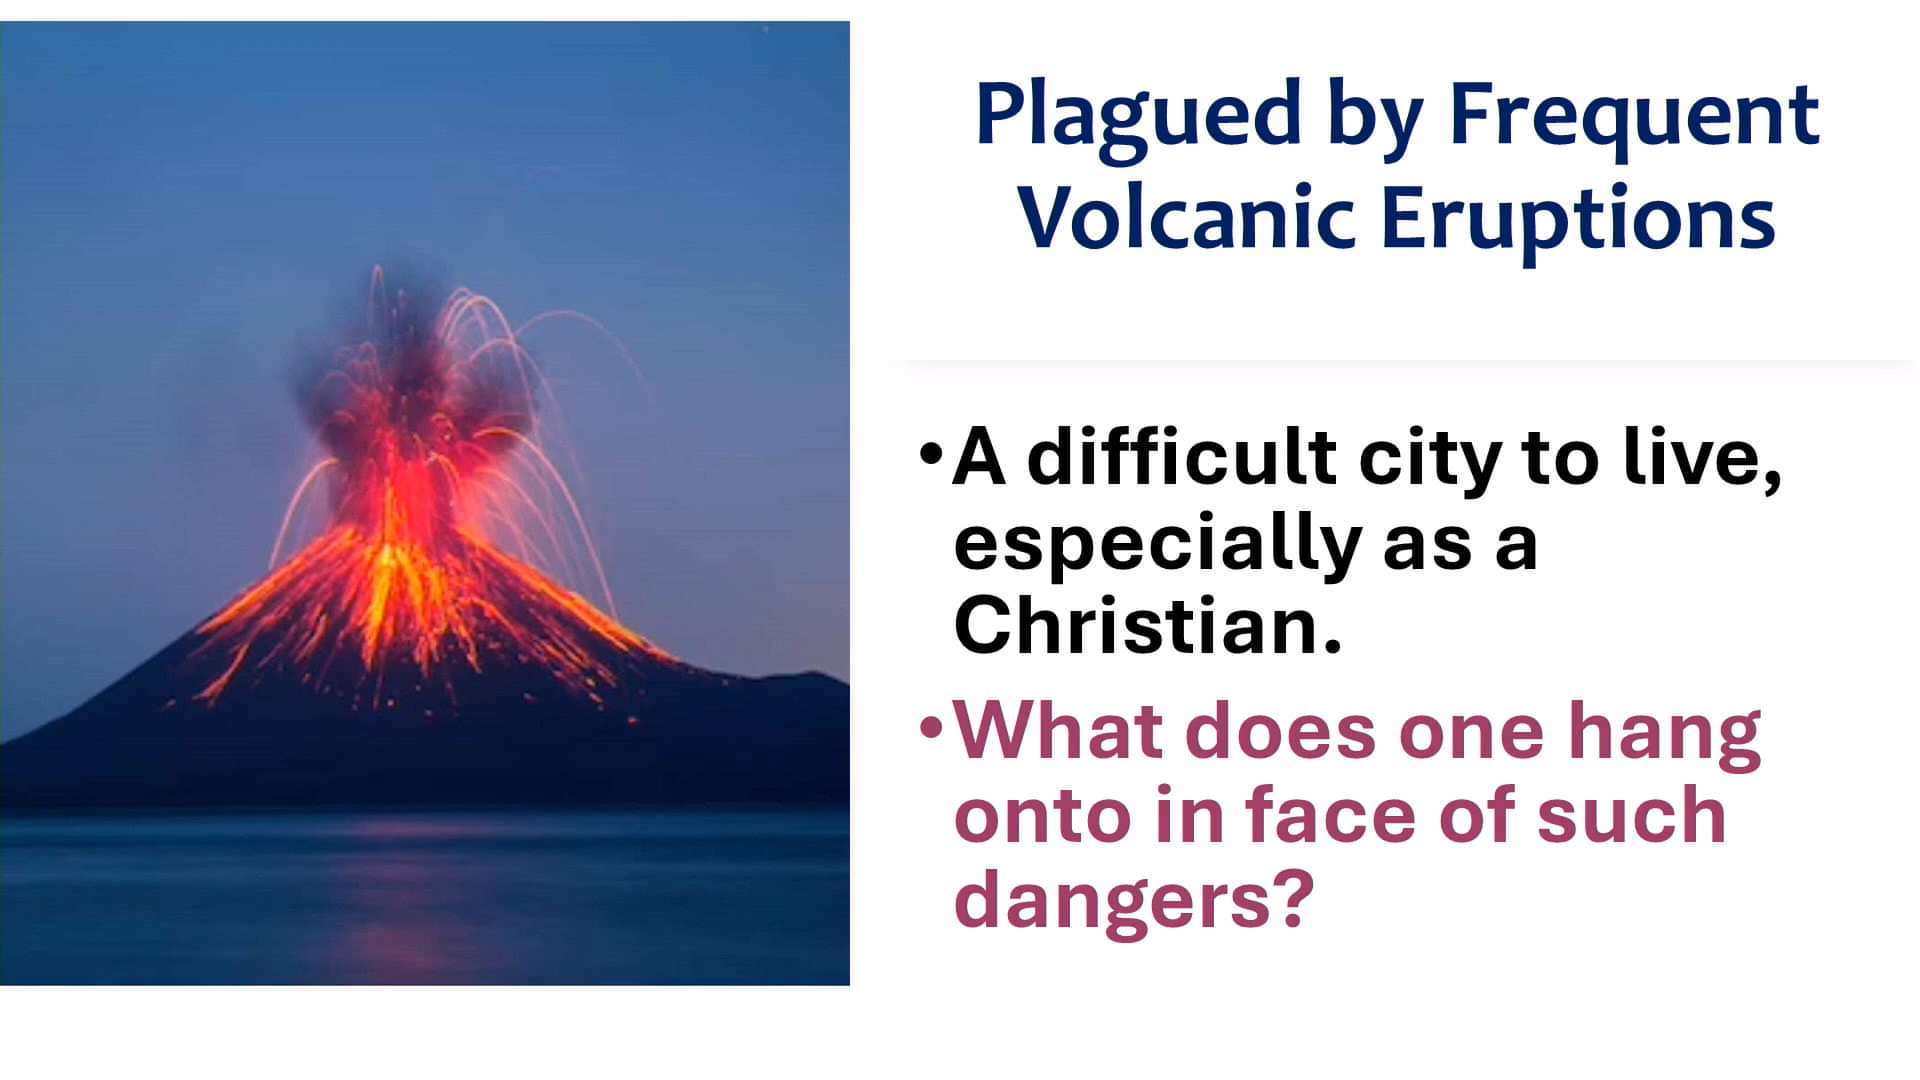 Plagued by Frequent
Volcanic Eruptions
•A difficult city to live,
especially as a
Christian.
•What does one hang
onto in face of such
dangers?